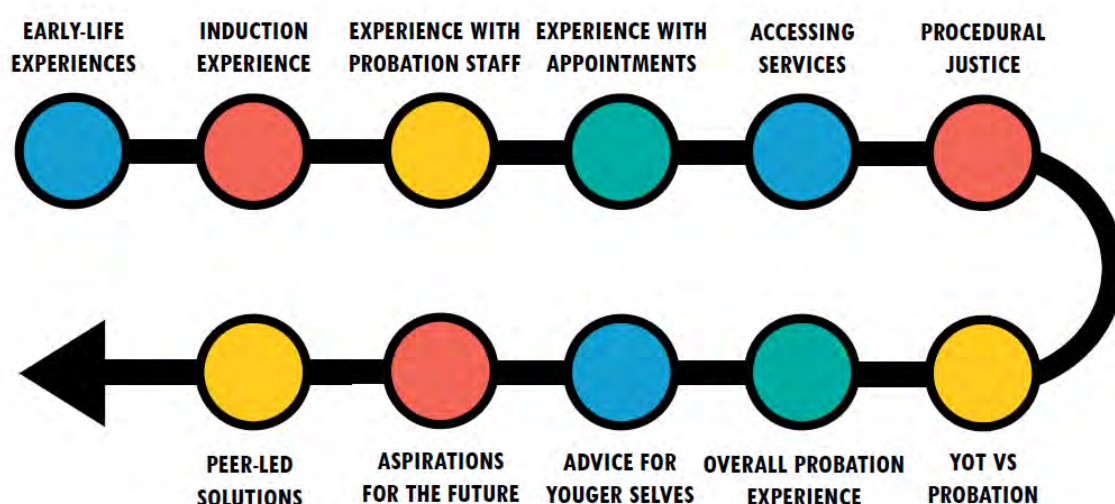 EARLY-LIFE
EXPERIENCES
INDUCTION
EXPERIENCE
EXPERIENCE WITH
PROBATION STAFF
EXPERIENCE WITH
APPOINTMENTS
ACCESSING
SERVICES
PROCEDURAL
JUSTICE
YOT VS
PROBATION
OVERALL PROBATION
EXPERIENCE
ADVICE FOR
YOUGER SELVES
ASPIRATIONS
FOR THE FUTURE
PEER-LED
SOLUTIONS